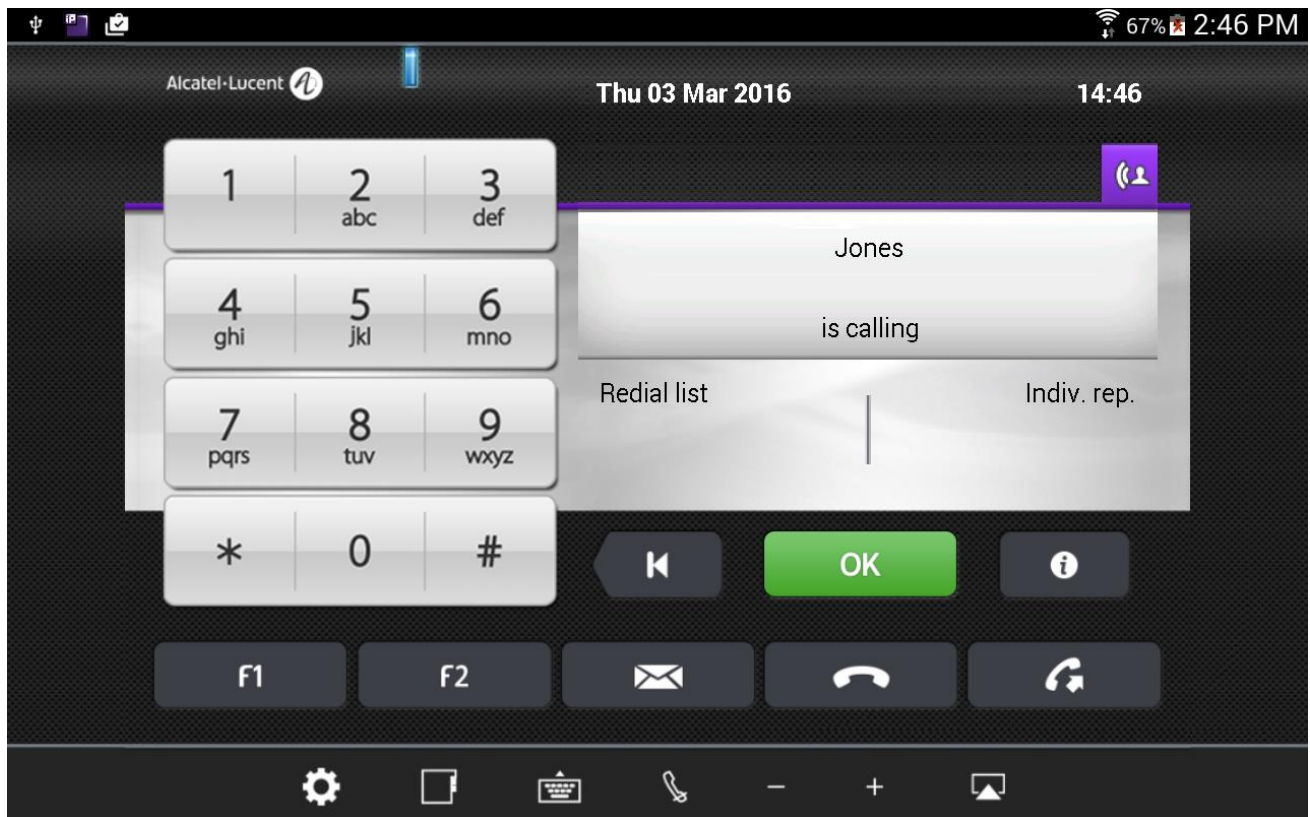 67% 2:46 PM
Alcatel·Lucent
Thu 03 Mar 2016 14:46
1 2 3
abc def
4 5 6
ghi jkl mno
7 8 9
pqrs tuv wxyz
* 0 #
Jones
is calling
Redial list Indiv. rep.
OK
F1 F2
- +